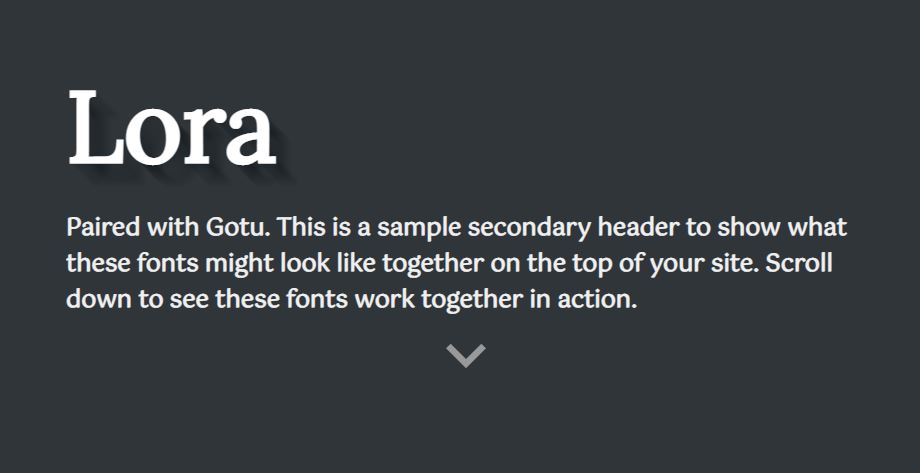 Lora
Paired with Gotu. This is a sample secondary header to show what
these fonts might look like together on the top of your site. Scroll
down to see these fonts work together in action.